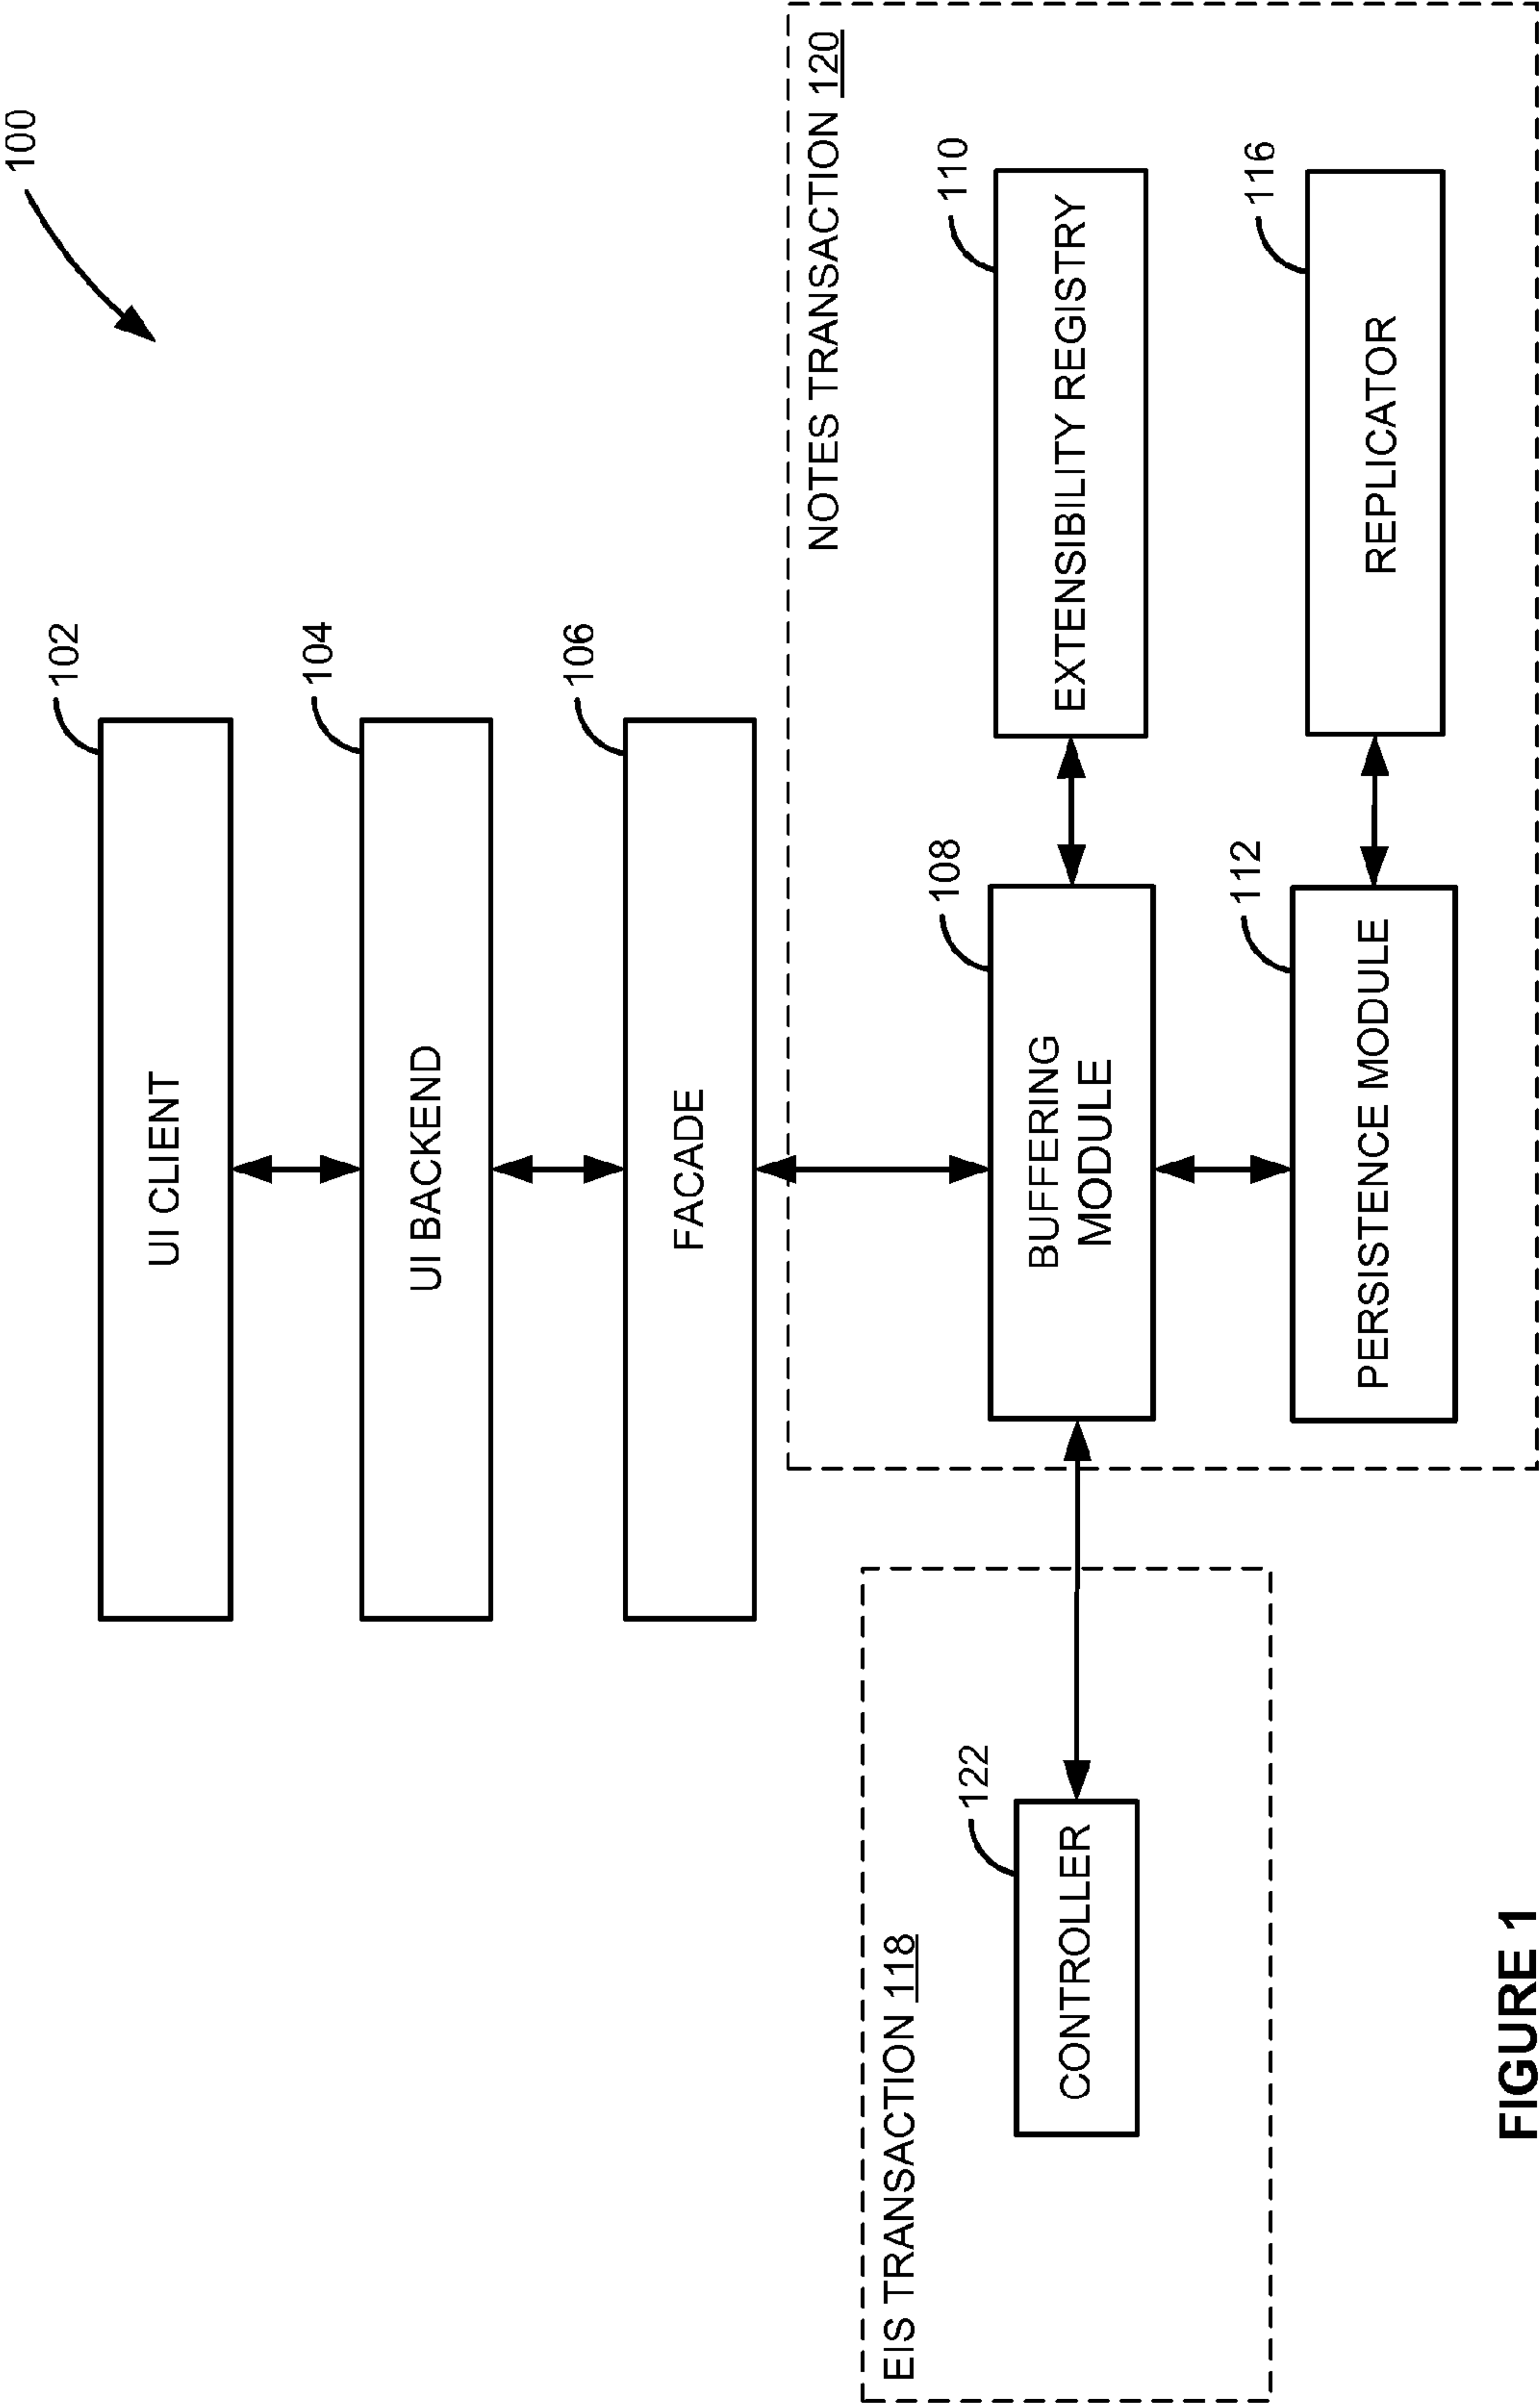 100
102
UI CLIENT
104
UI BACKEND
106
FACADE
NOTES TRANSACTION 120
EIS TRANSACTION 118
122
CONTROLLER
108
BUFFERING
MODULE
110
EXTENSIBILITY REGISTRY
112
PERSISTENCE MODULE
116
REPLICATOR
FIGURE 1